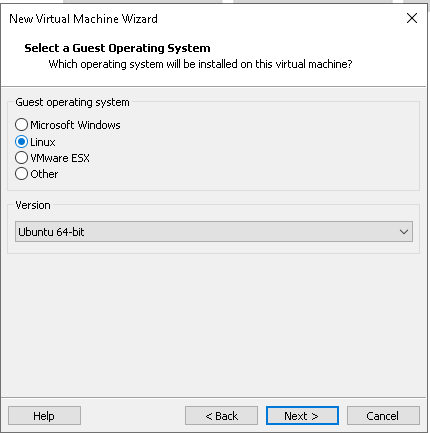 New Virtual Machine Wizard
Select a Guest Operating System
Which operating system will be installed on this virtual machine?
Guest operating system
Microsoft Windows
Linux
VMware ESX
Other
Version
Ubuntu 64-bit
Help
< Back
Next >
Cancel